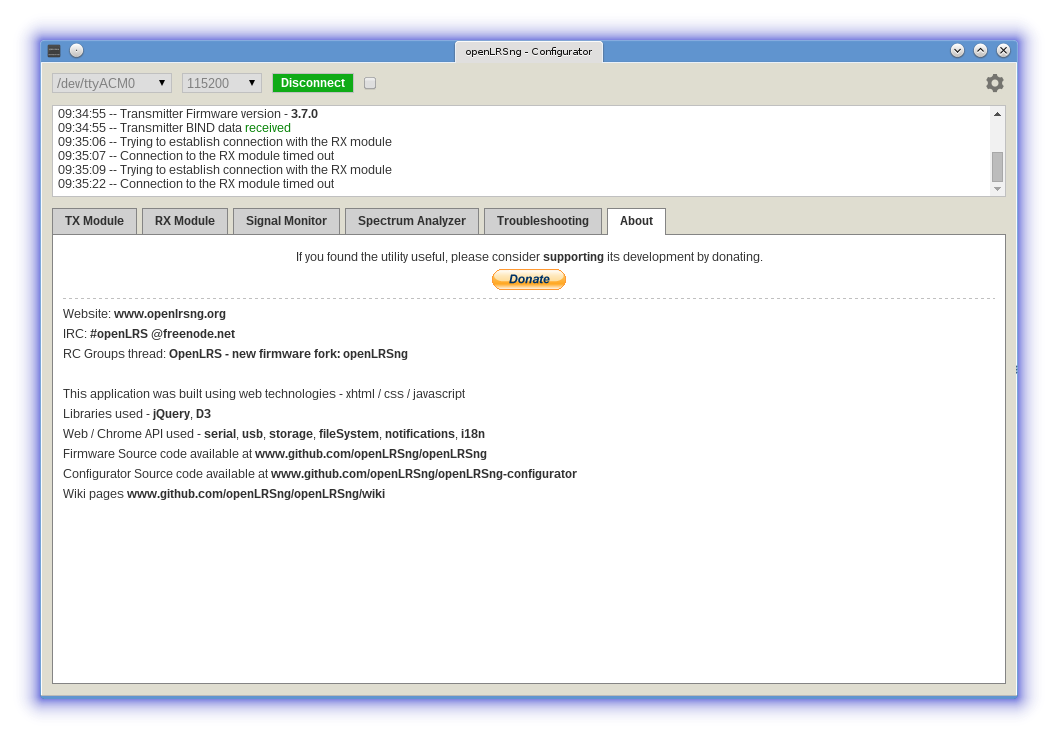 openLRSng - Configurator
/dev/ttyACM0 115200 Disconnect
09:34:55 -- Transmitter Firmware version - 3.7.0
09:34:55 -- Transmitter BIND data received
09:35:06 -- Trying to establish connection with the RX module
09:35:07 -- Connection to the RX module timed out
09:35:09 -- Trying to establish connection with the RX module
09:35:22 -- Connection to the RX module timed out
TX Module RX Module Signal Monitor Spectrum Analyzer Troubleshooting About
If you found the utility useful, please consider supporting its development by donating.
Donate
Website: www.openlrsng.org
IRC: #openLRS @freenode.net
RC Groups thread: OpenLRS - new firmware fork: openLRSng
This application was built using web technologies - xhtml / css / javascript
Libraries used - jQuery, D3
Web / Chrome API used - serial, usb, storage, fileSystem, notifications, i18n
Firmware Source code available at www.github.com/openLRSng/openLRSng
Configurator Source code available at www.github.com/openLRSng/openLRSng-configurator
Wiki pages www.github.com/openLRSng/openLRSng/wiki